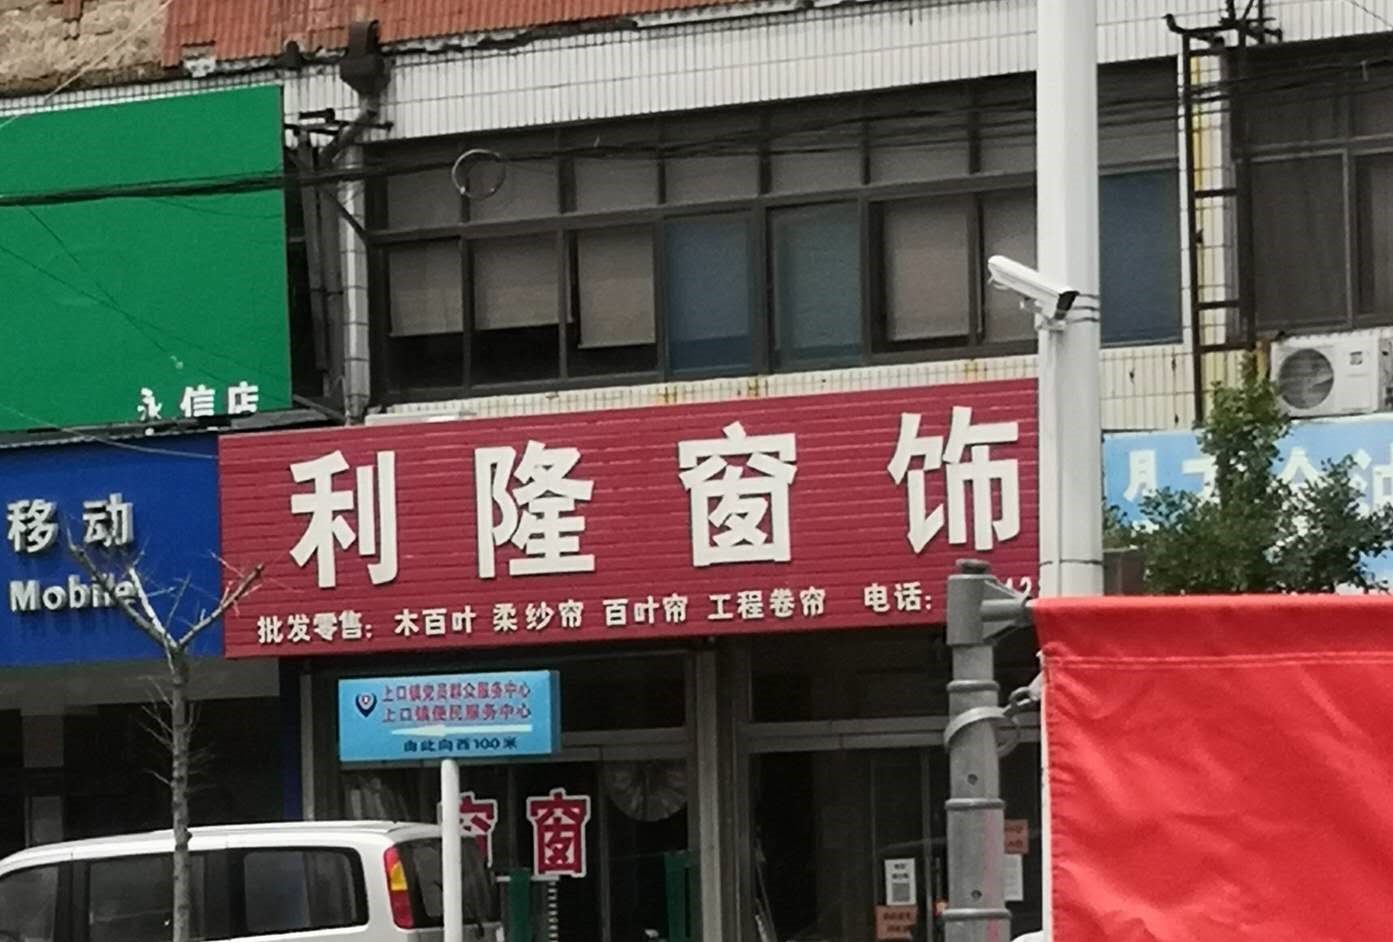 永信店
移动
Mobile
利隆窗饰
批发零售：木百叶 柔纱帘 百叶帘 工程卷帘 电话：
上口镇党员群众服务中心
上口镇便民服务中心
由此向西100米
窗